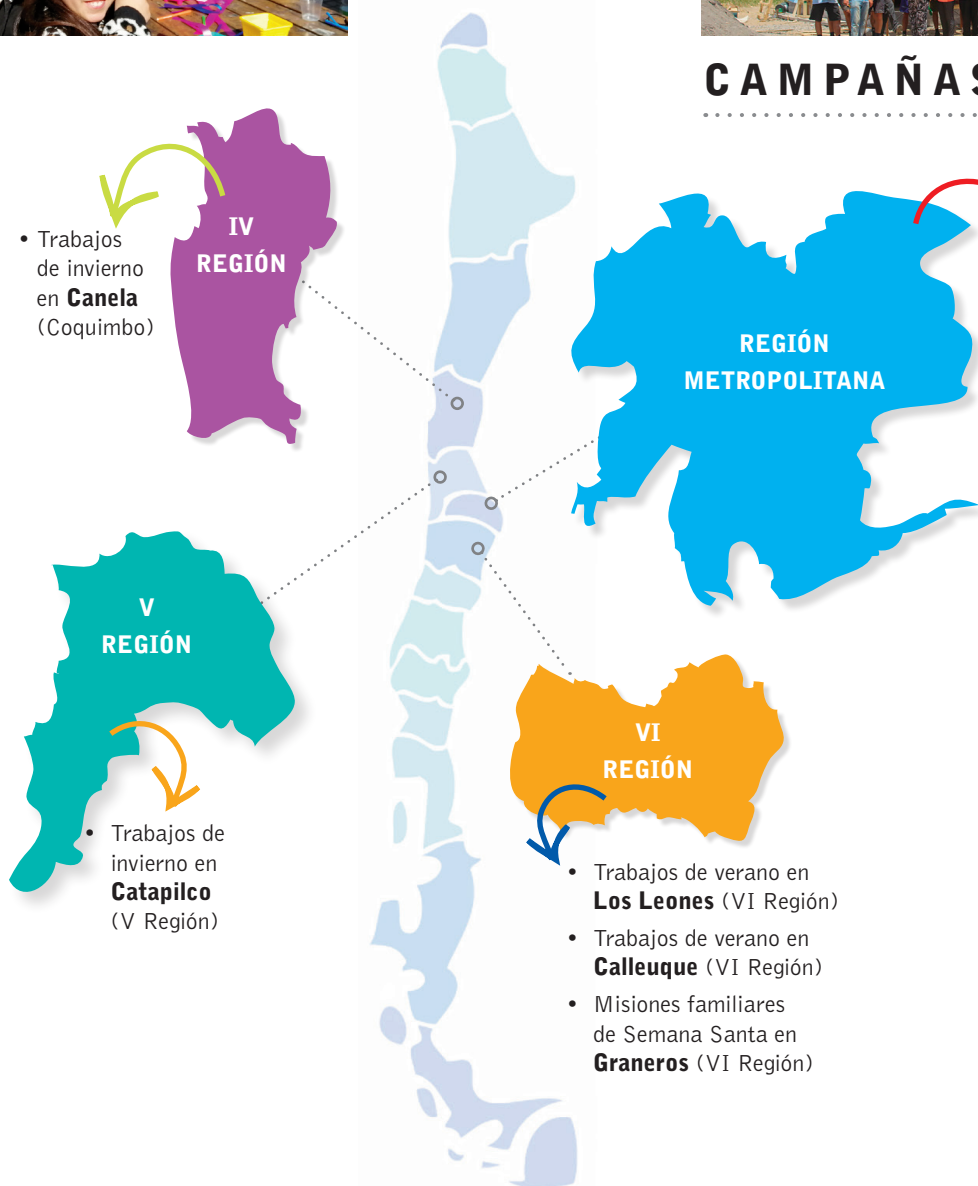 CAMPAÑAS
IV
REGIÓN
• Trabajos
de invierno
en Canela
(Coquimbo)
REGIÓN
METROPOLITANA
V
REGIÓN
• Trabajos de
invierno en
Catapilco
(V Región)
VI
REGIÓN
• Trabajos de verano en
Los Leones (VI Región)
• Trabajos de verano en
Calleuque (VI Región)
• Misiones familiares
de Semana Santa en
Graneros (VI Región)